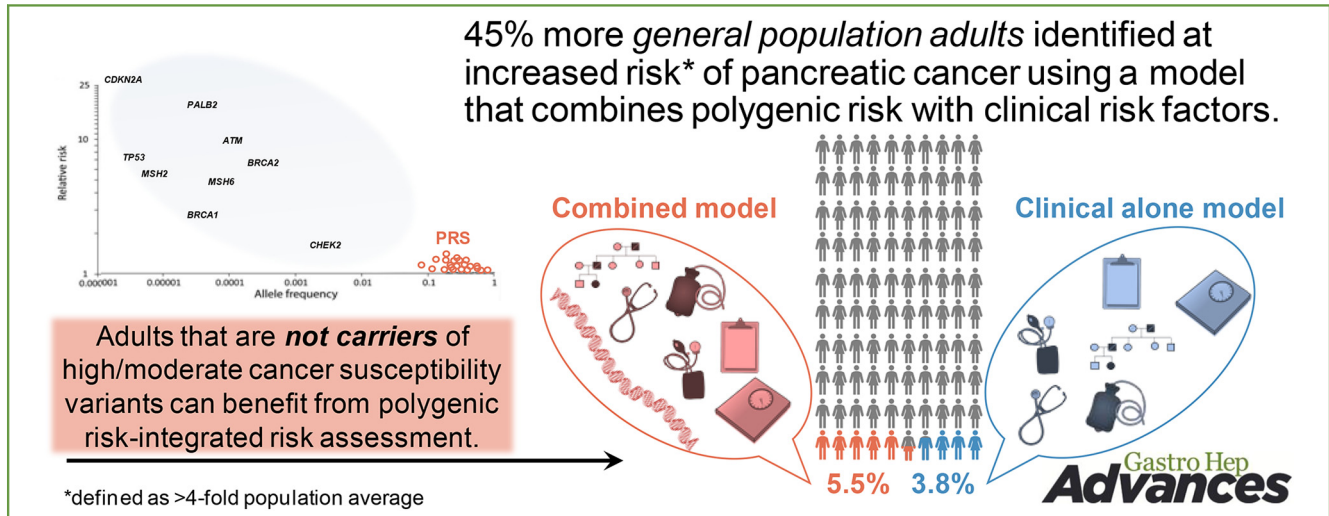 45% more general population adults identified at
increased risk* of pancreatic cancer using a model
that combines polygenic risk with clinical risk factors.
Relative risk
25
10
1
CDKN2A
PALB2
ATM
TP53
BRCA2
MSH2
MSH6
BRCA1
CHEK2
PRS
0.000001
0.00001
0.0001
0.001
0.01
0.1
1
Allele frequency
Adults that are not carriers of
high/moderate cancer susceptibility
variants can benefit from polygenic
risk-integrated risk assessment.
*defined as >4-fold population average
Combined model
Clinical alone model
5.5%
3.8%
Gastro Hep
Advances